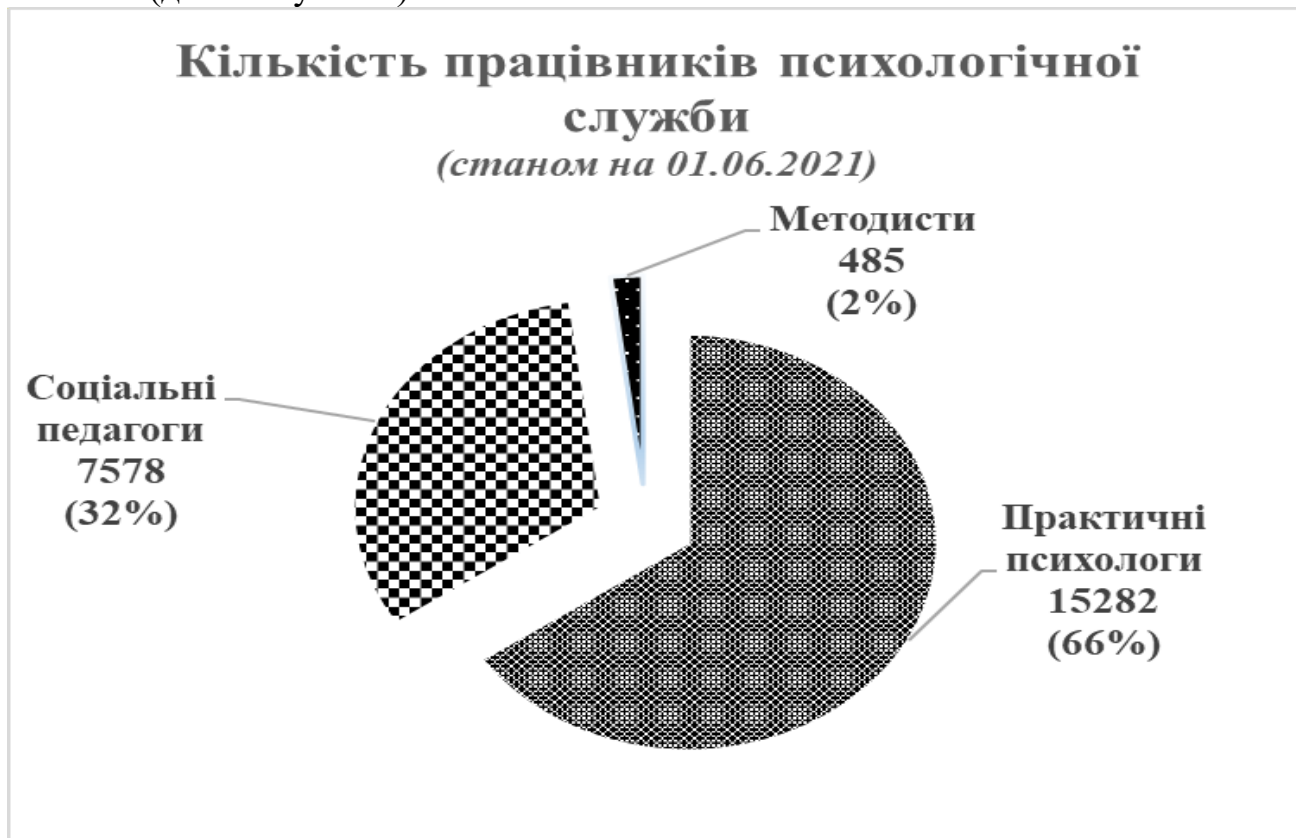 Кількість працівників психологічної
служби
(станом на 01.06.2021)
Методисти
485
(2%)
Соціальні
педагоги
7578
(32%)
Практичні
психологи
15282
(66%)